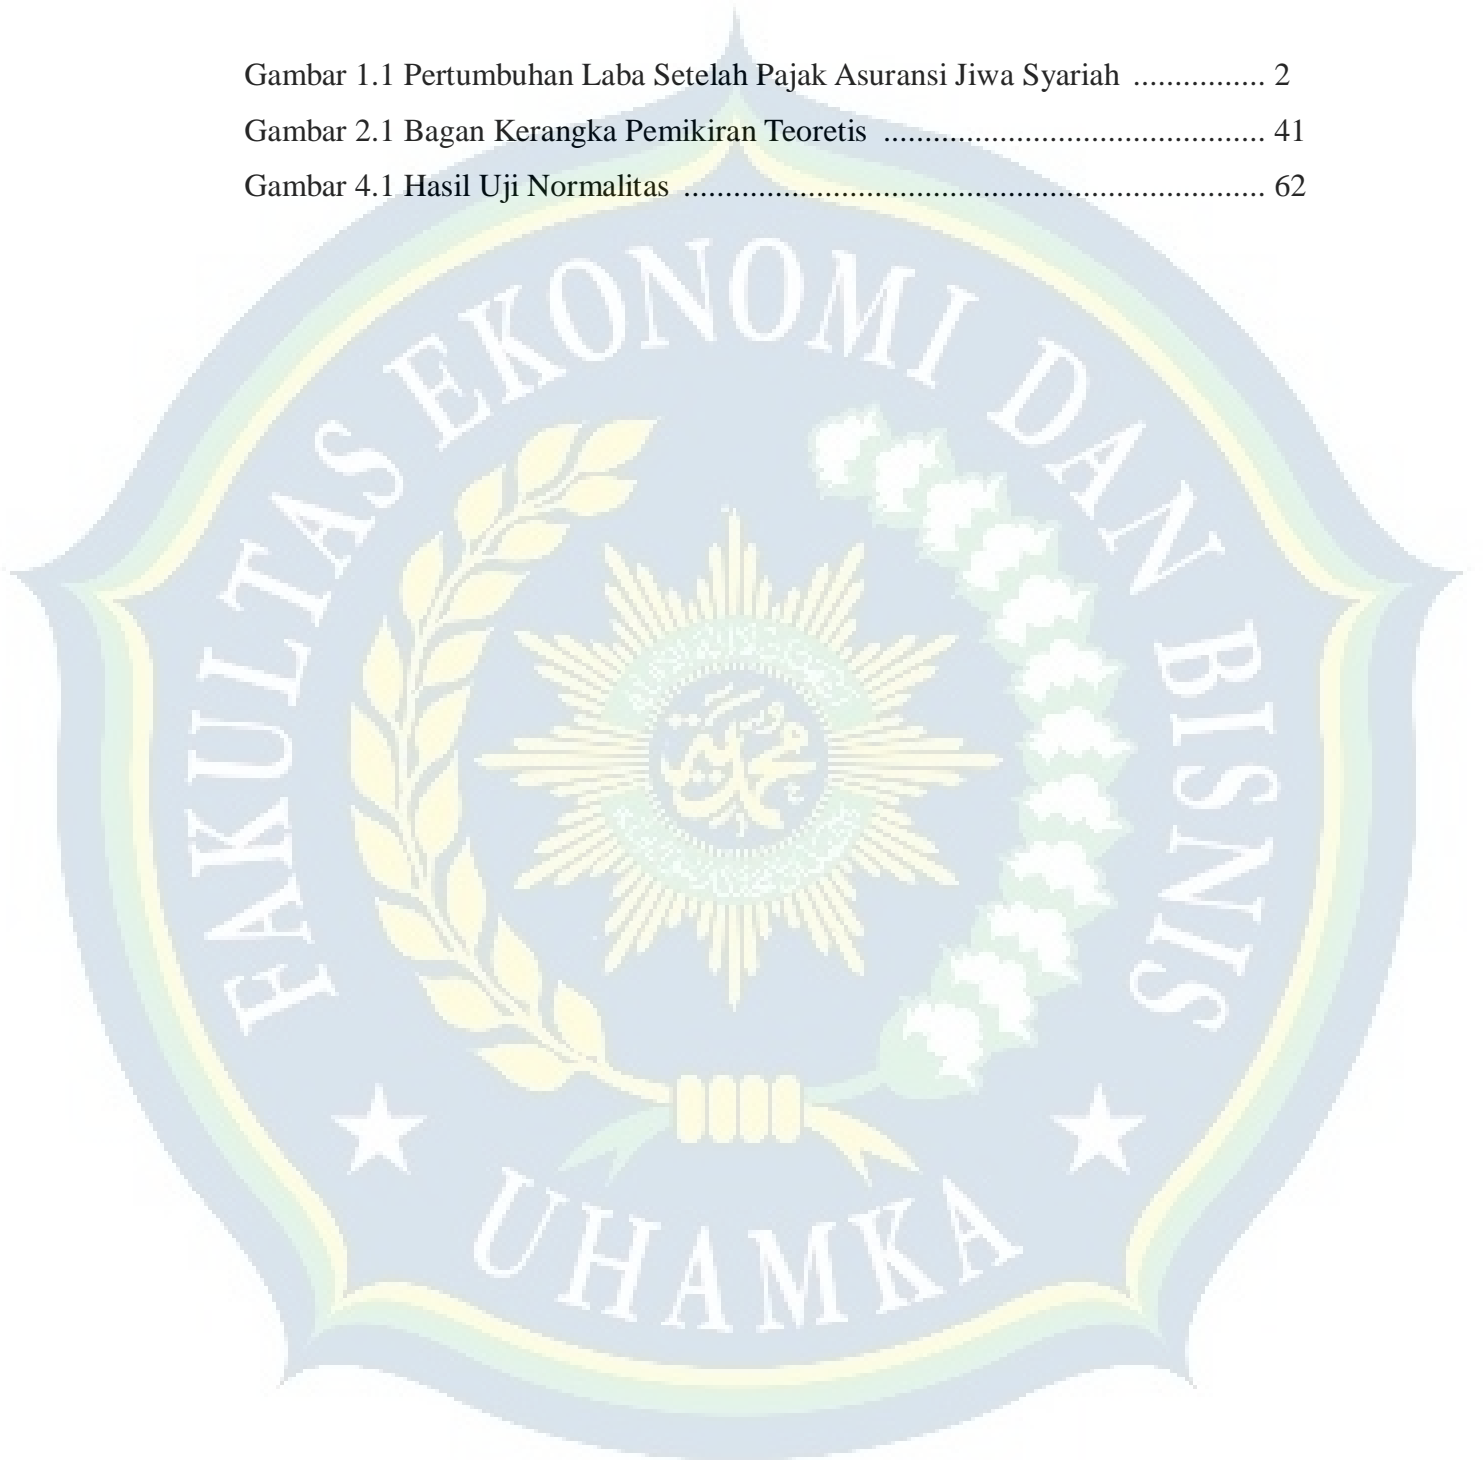 Gambar 1.1 Pertumbuhan Laba Setelah Pajak Asuransi Jiwa Syariah ................ 2
Gambar 2.1 Bagan Kerangka Pemikiran Teoretis .............................................. 41
Gambar 4.1 Hasil Uji Normalitas ...................................................................... 62
FAKULTAS EKONOMI DAN BISNIS
محمدية
UHAMKA